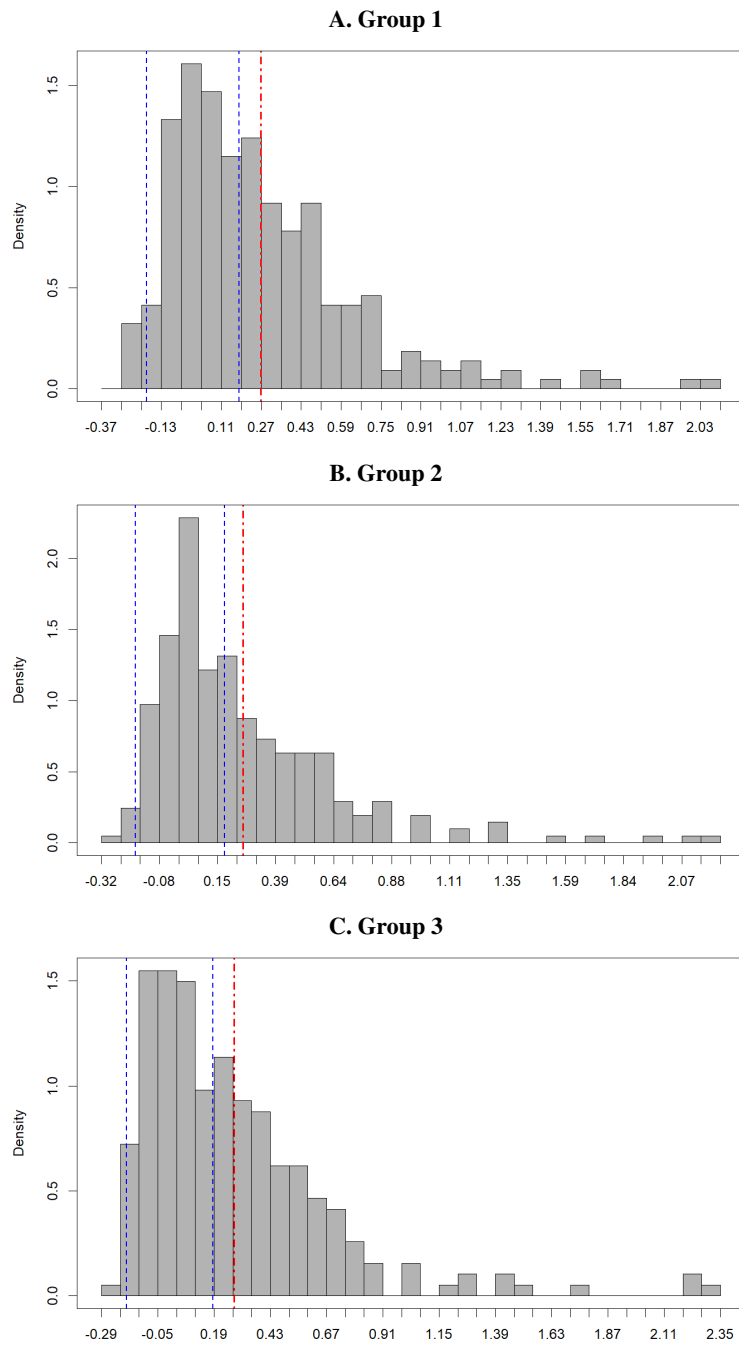 A. Group 1
Density
0.0 0.5 1.0 1.5
-0.37 -0.13 0.11 0.27 0.43 0.59 0.75 0.91 1.07 1.23 1.39 1.55 1.71 1.87 2.03
B. Group 2
Density
0.0 0.5 1.0 1.5 2.0
-0.32 -0.08 0.15 0.39 0.64 0.88 1.11 1.35 1.59 1.84 2.07
C. Group 3
Density
0.0 0.5 1.0 1.5
-0.29 -0.05 0.19 0.43 0.67 0.91 1.15 1.39 1.63 1.87 2.11 2.35